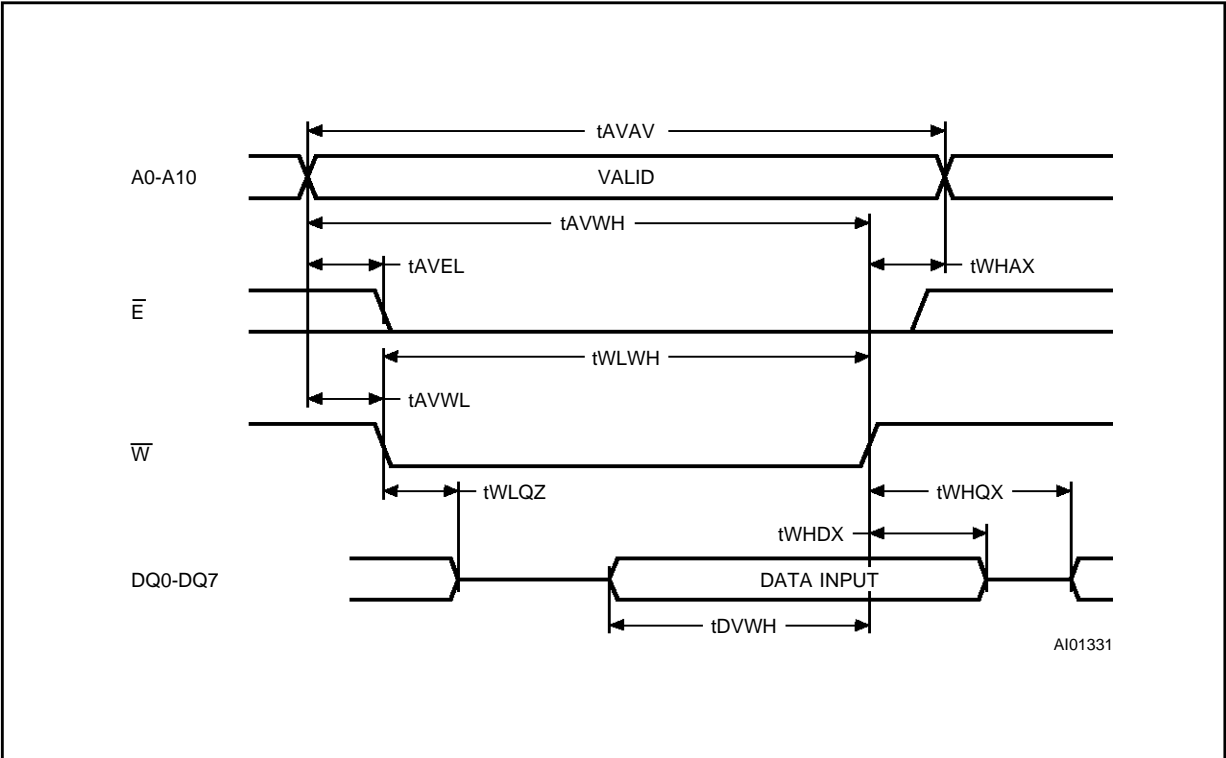 tAVAV
A0-A10
VALID
tAVWH
tAVEL
tWHAX
E̅
tWLWH
tAVWL
W̅
tWLQZ
tWHQX
tWHDX
DQ0-DQ7
DATA INPUT
tDVWH
AI01331